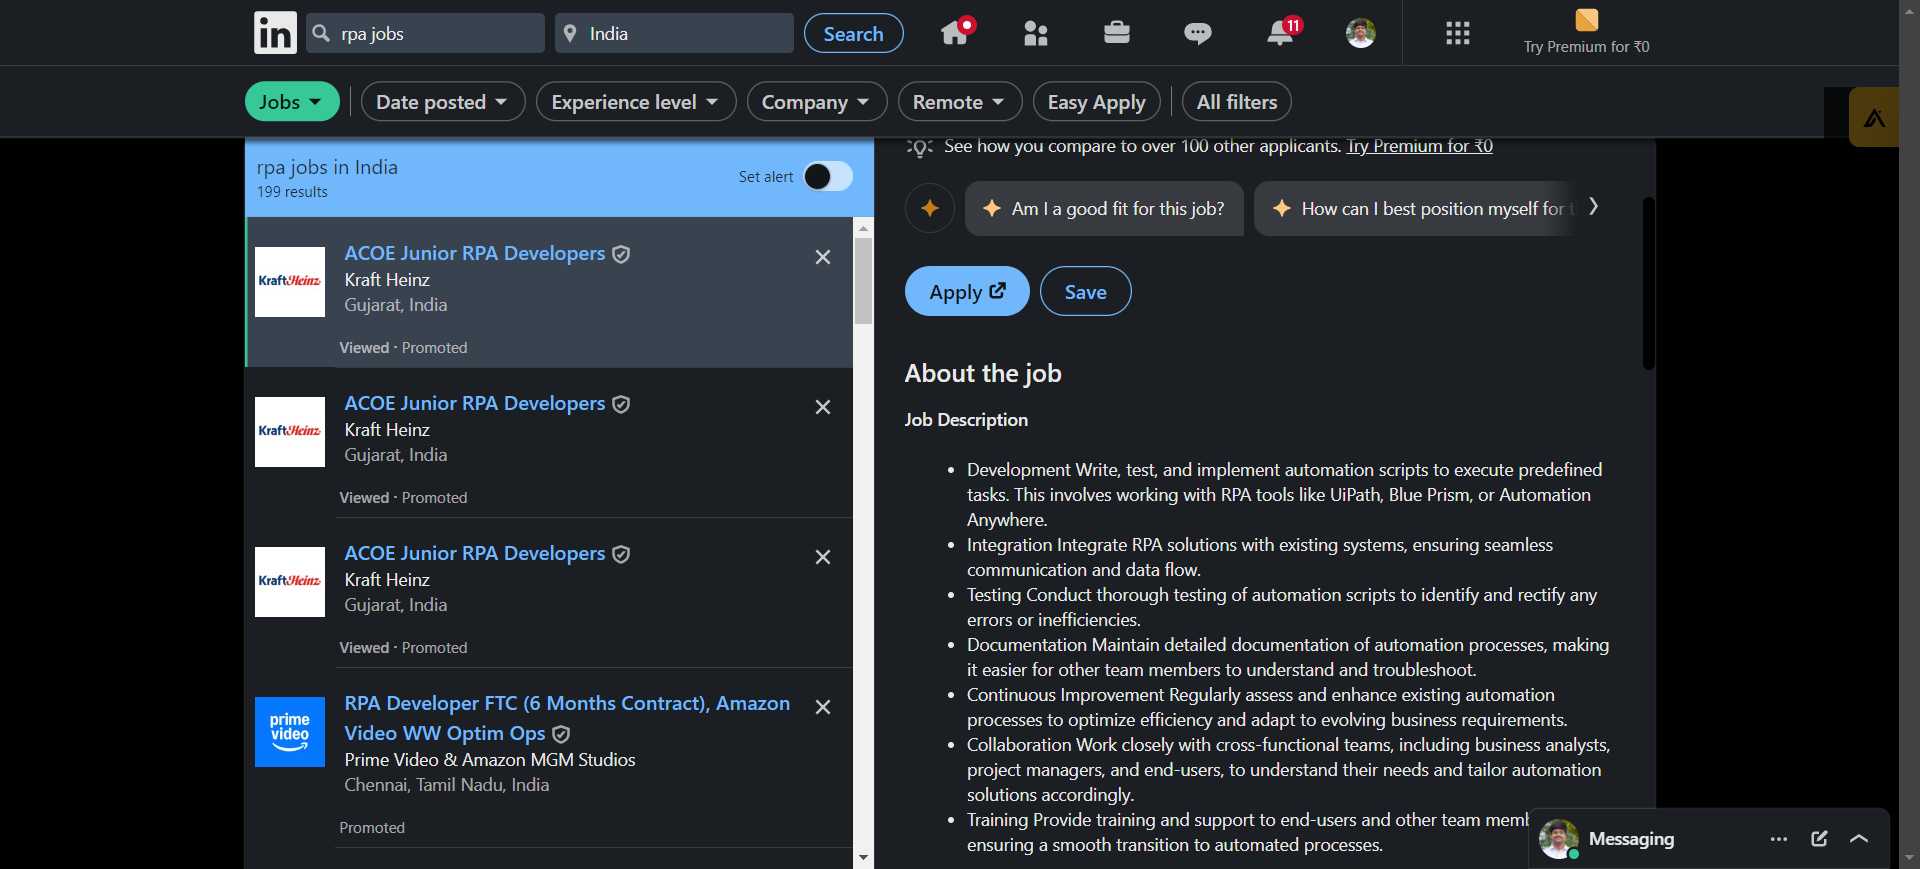 in
rpa jobs
India
Search
11
Try Premium for ₹0
Jobs
Date posted
Experience level
Company
Remote
Easy Apply
All filters
rpa jobs in India
199 results
Set alert
ACOE Junior RPA Developers
Kraft Heinz
Gujarat, India
Viewed · Promoted
KraftHeinz
ACOE Junior RPA Developers
Kraft Heinz
Gujarat, India
Viewed · Promoted
KraftHeinz
ACOE Junior RPA Developers
Kraft Heinz
Gujarat, India
Viewed · Promoted
KraftHeinz
RPA Developer FTC (6 Months Contract), Amazon
Video WW Optim Ops
Prime Video & Amazon MGM Studios
Chennai, Tamil Nadu, India
Promoted
prime
video
See how you compare to over 100 other applicants. Try Premium for ₹0
Am I a good fit for this job?
How can I best position myself for t
Apply
Save
About the job
Job Description
• Development Write, test, and implement automation scripts to execute predefined
tasks. This involves working with RPA tools like UiPath, Blue Prism, or Automation
Anywhere.
• Integration Integrate RPA solutions with existing systems, ensuring seamless
communication and data flow.
• Testing Conduct thorough testing of automation scripts to identify and rectify any
errors or inefficiencies.
• Documentation Maintain detailed documentation of automation processes, making
it easier for other team members to understand and troubleshoot.
• Continuous Improvement Regularly assess and enhance existing automation
processes to optimize efficiency and adapt to evolving business requirements.
• Collaboration Work closely with cross-functional teams, including business analysts,
project managers, and end-users, to understand their needs and tailor automation
solutions accordingly.
• Training Provide training and support to end-users and other team memb
ensuring a smooth transition to automated processes.
Messaging